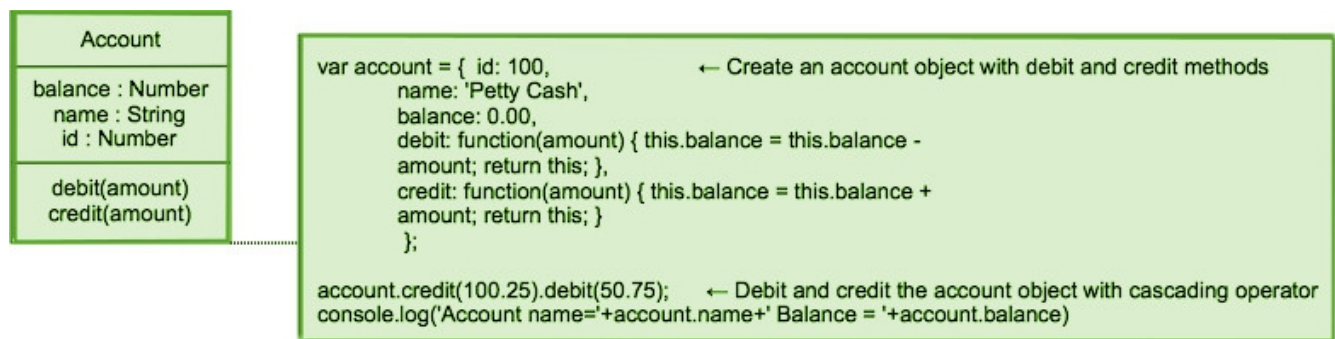 Account
balance : Number
name : String
id : Number
debit(amount)
credit(amount)
var account = { id: 100, ← Create an account object with debit and credit methods
name: 'Petty Cash',
balance: 0.00,
debit: function(amount) { this.balance = this.balance -
amount; return this; },
credit: function(amount) { this.balance = this.balance +
amount; return this; }
};
account.credit(100.25).debit(50.75); ← Debit and credit the account object with cascading operator
console.log('Account name='+account.name+' Balance = '+account.balance)